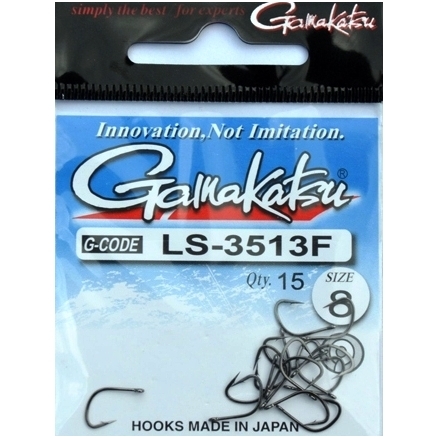 simply the best for experts
Gamakatsu
Innovation, Not Imitation.
Gamakatsu®
G-CODE LS-3513F
Qty. 15 SIZE
8
HOOKS MADE IN JAPAN